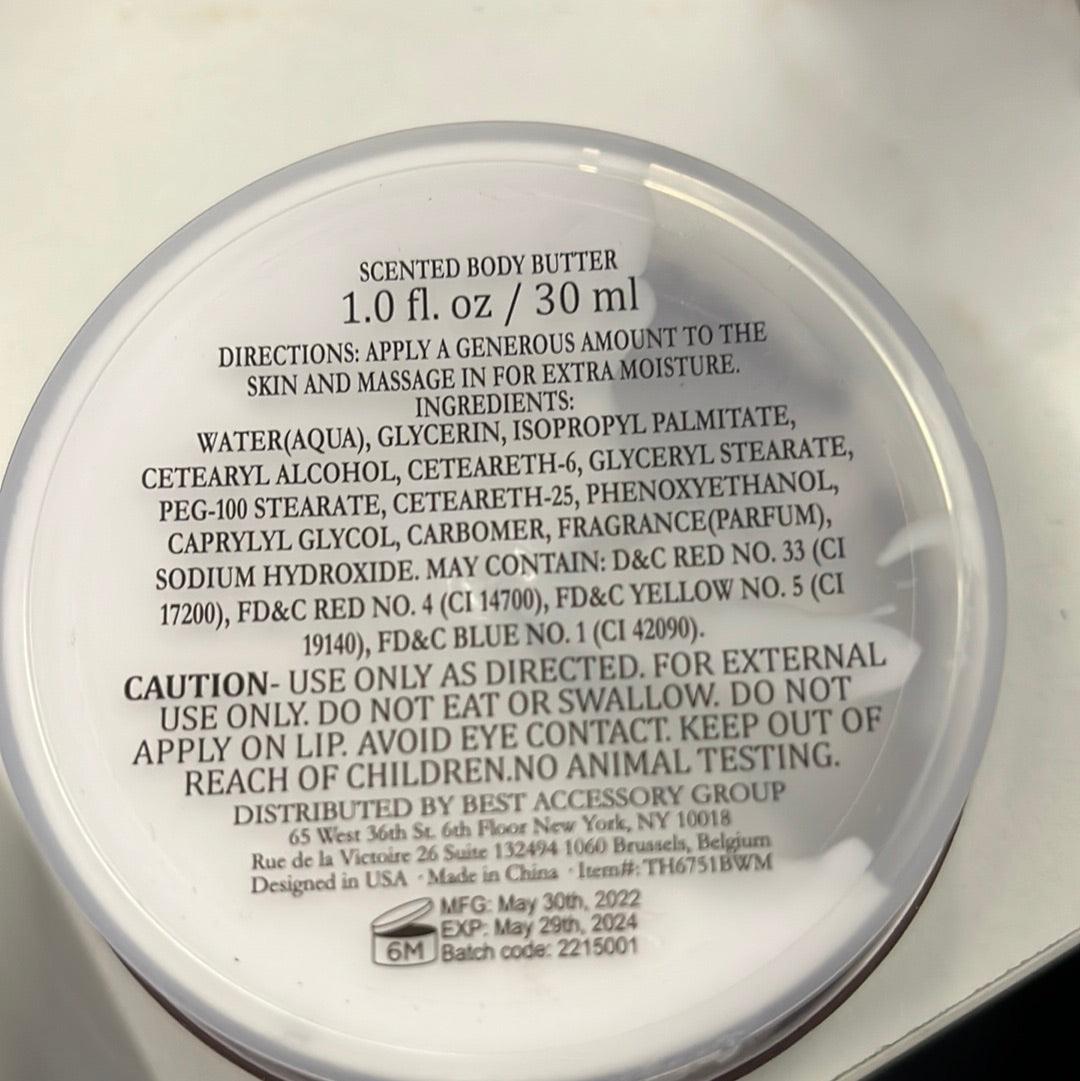 SCENTED BODY BUTTER
1.0 fl. oz / 30 ml
DIRECTIONS: APPLY A GENEROUS AMOUNT TO THE
SKIN AND MASSAGE IN FOR EXTRA MOISTURE.
INGREDIENTS:
WATER(AQUA), GLYCERIN, ISOPROPYL PALMITATE,
CETEARYL ALCOHOL, CETEARETH-6, GLYCERYL STEARATE,
PEG-100 STEARATE, CETEARETH-25, PHENOXYETHANOL,
CAPRYLYL GLYCOL, CARBOMER, FRAGRANCE(PARFUM),
SODIUM HYDROXIDE. MAY CONTAIN: D&C RED NO. 33 (CI
17200), FD&C RED NO. 4 (CI 14700), FD&C YELLOW NO. 5 (CI
19140), FD&C BLUE NO. 1 (CI 42090).
CAUTION- USE ONLY AS DIRECTED. FOR EXTERNAL
USE ONLY. DO NOT EAT OR SWALLOW. DO NOT
APPLY ON LIP. AVOID EYE CONTACT. KEEP OUT OF
REACH OF CHILDREN.NO ANIMAL TESTING.
DISTRIBUTED BY BEST ACCESSORY GROUP
65 West 36th St. 6th Floor New York, NY 10018
Rue de la Victoire 26 Suite 132494 1060 Brussels, Belgium
Designed in USA · Made in China · Item#: TH6751BWM
MFG: May 30th, 2022
EXP: May 29th, 2024
6M Batch code: 2215001